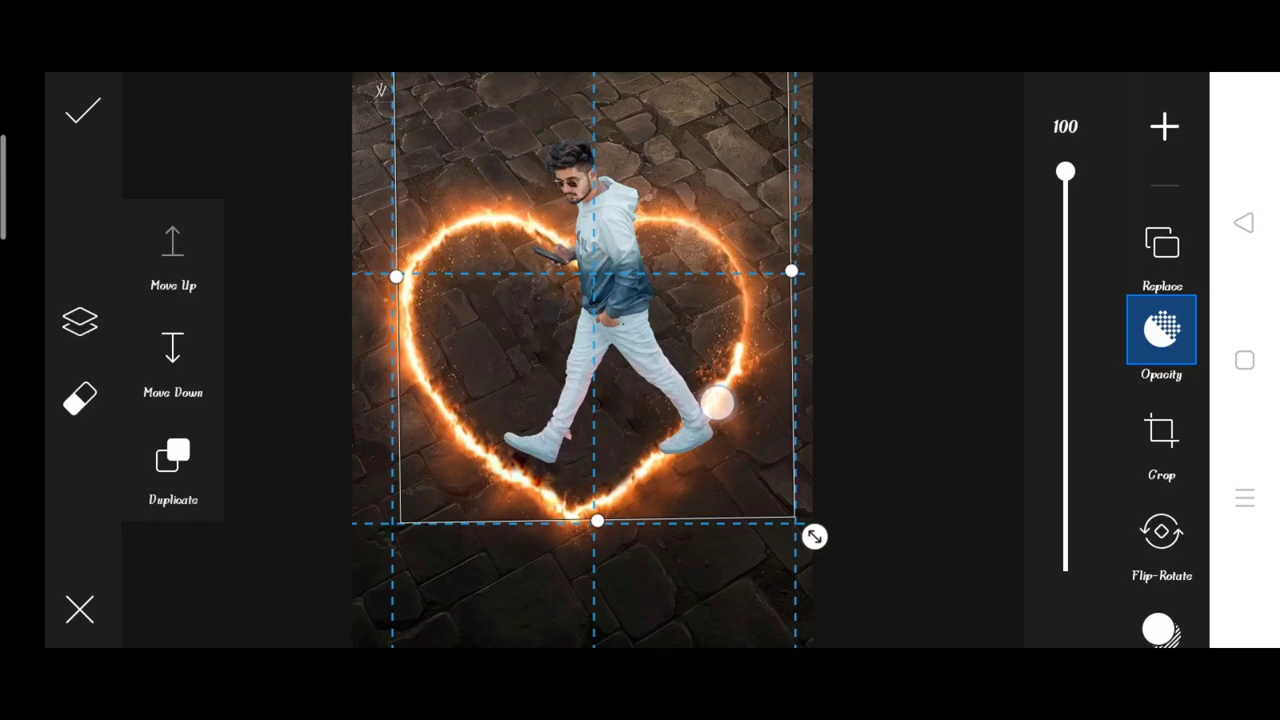 Move Up
Move Down
Duplicate
100
Replace
Opacity
Crop
Flip-Rotate